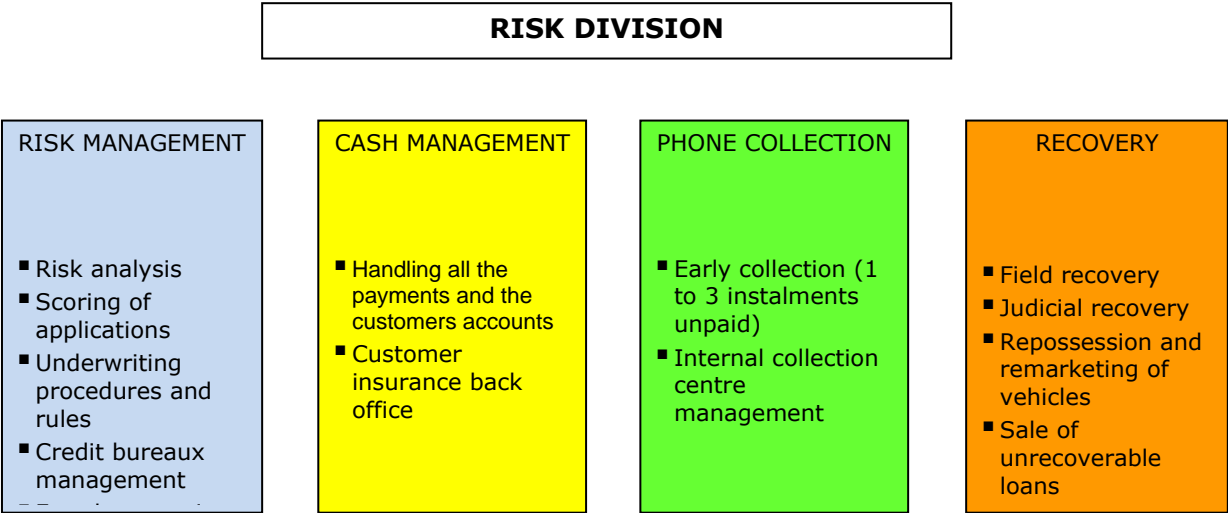 RISK DIVISION
RISK MANAGEMENT
▪ Risk analysis
▪ Scoring of
applications
▪ Underwriting
procedures and
rules
▪ Credit bureaux
management
CASH MANAGEMENT
▪ Handling all the
payments and the
customers accounts
▪ Customer
insurance back
office
PHONE COLLECTION
▪ Early collection (1
to 3 instalments
unpaid)
▪ Internal collection
centre
management
RECOVERY
▪ Field recovery
▪ Judicial recovery
▪ Repossession and
remarketing of
vehicles
▪ Sale of
unrecoverable
loans